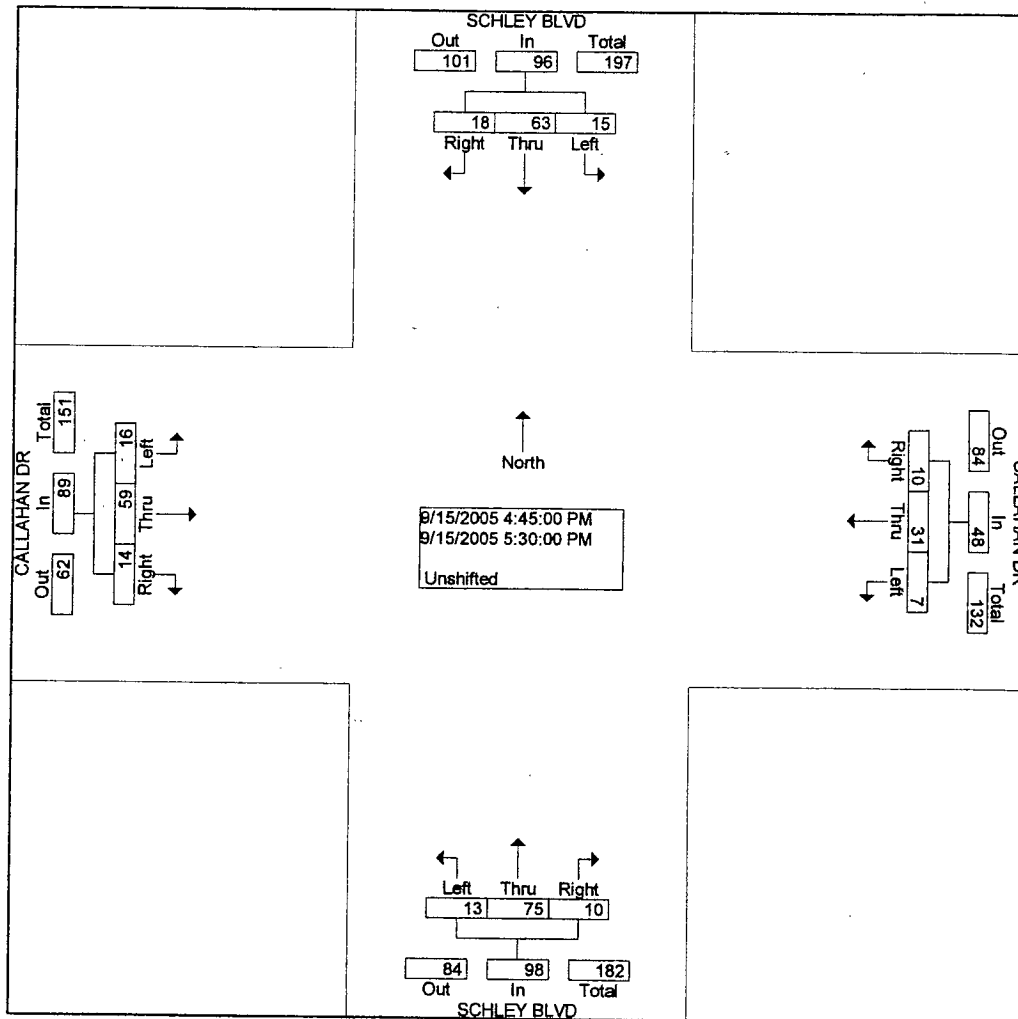 SCHLEY BLVD
Out In Total
101 96 197
18 63 15
Right Thru Left
CALLAHAN DR
Total 151
In 89
Out 62
16 Left
59 Thru
14 Right
North
9/15/2005 4:45:00 PM
9/15/2005 5:30:00 PM
Unshifted
Right 10
Thru 31
Left 7
Out 84
In 48
Total 132
CALLAHAN DR
Left Thru Right
13 75 10
84 98 182
Out In Total
SCHLEY BLVD